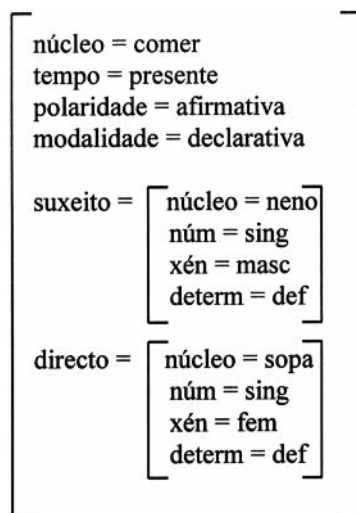 núcleo = comer
tempo = presente
polaridade = afirmativa
modalidade = declarativa
suxeito = núcleo = neno
núm = sing
xén = masc
determ = def
directo = núcleo = sopa
núm = sing
xén = fem
determ = def